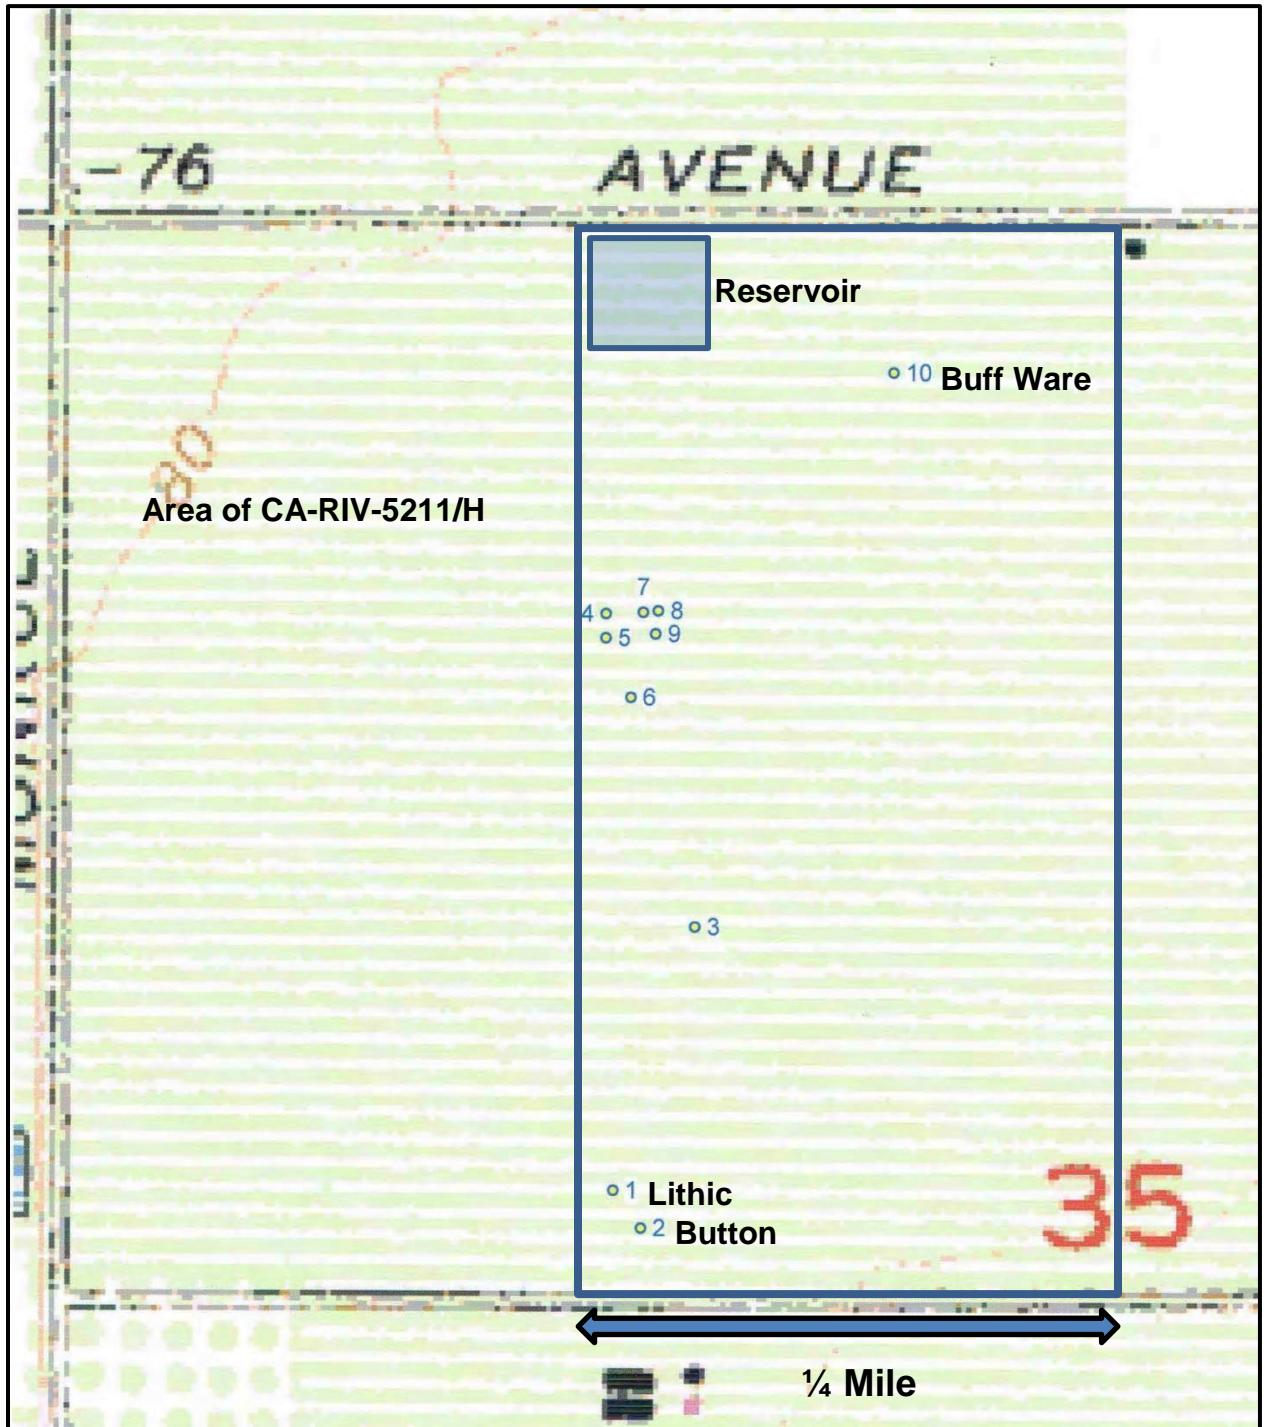 -76 AVENUE
Reservoir
10 Buff Ware
80
Area of CA-RIV-5211/H
7
4 8
5 9
6
3
1 Lithic
2 Button
35
¼ Mile